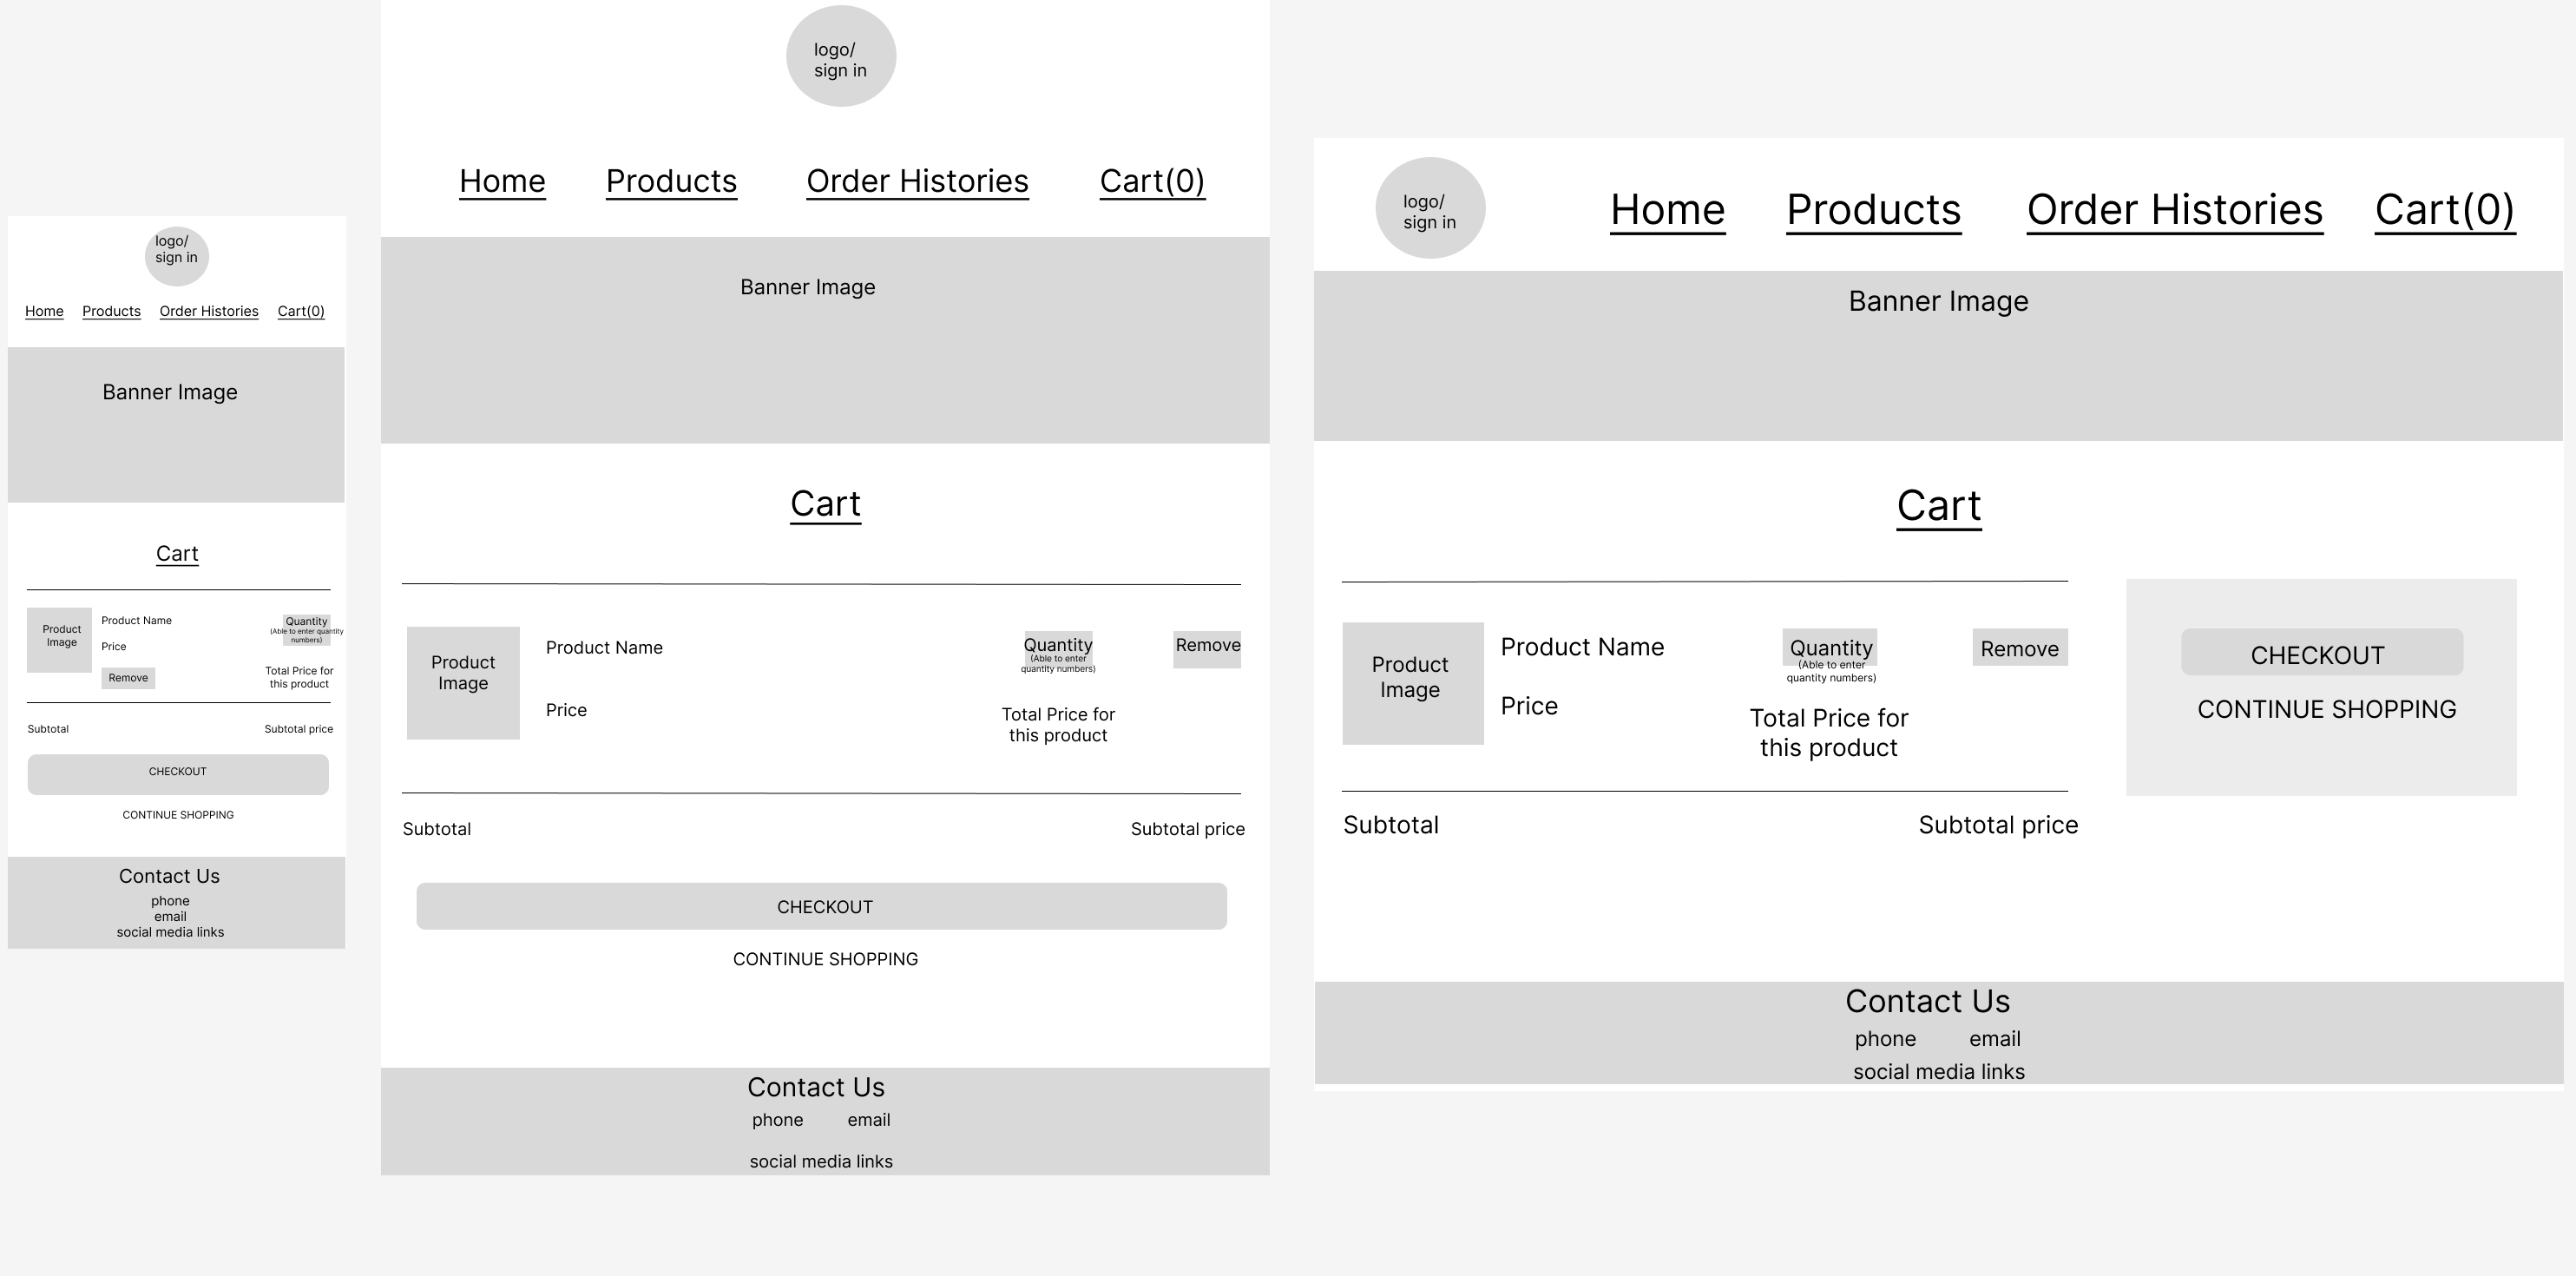 logo/
sign in
Home Products Order Histories Cart(0)
Banner Image
Cart
Product
Image
Product Name
Price
Remove
Quantity
(Able to enter quantity
numbers)
Total Price for
this product
Subtotal Subtotal price
CHECKOUT
CONTINUE SHOPPING
Contact Us
phone
email
social media links
logo/
sign in
Home Products Order Histories Cart(0)
Banner Image
Cart
Product
Image
Product Name
Price
Quantity
(Able to enter
quantity numbers)
Total Price for
this product
Remove
Subtotal Subtotal price
CHECKOUT
CONTINUE SHOPPING
Contact Us
phone email
social media links
logo/
sign in
Home Products Order Histories Cart(0)
Banner Image
Cart
Product
Image
Product Name
Price
Quantity
(Able to enter
quantity numbers)
Total Price for
this product
Remove
Subtotal Subtotal price
CHECKOUT
CONTINUE SHOPPING
Contact Us
phone email
social media links